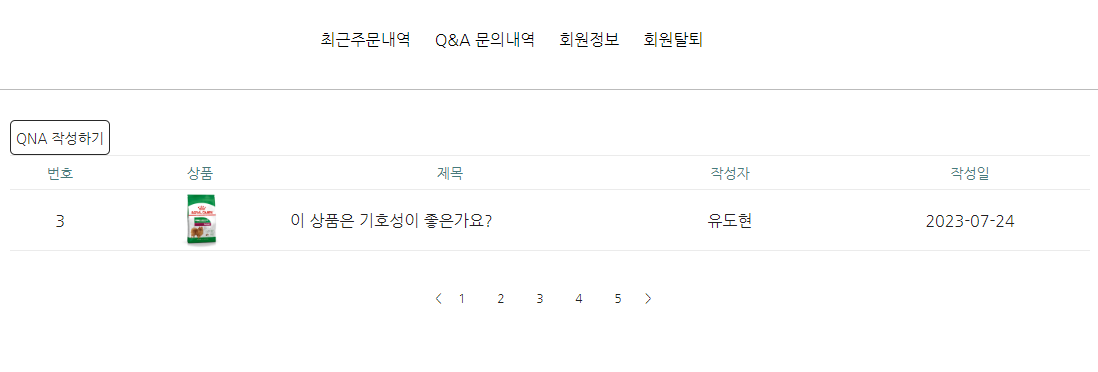 최근주문내역 Q&A 문의내역 회원정보 회원탈퇴
QNA 작성하기
번호 상품 제목 작성자 작성일
3 ROYAL CANIN 이 상품은 기호성이 좋은가요? 유도현 2023-07-24
< 1 2 3 4 5 >